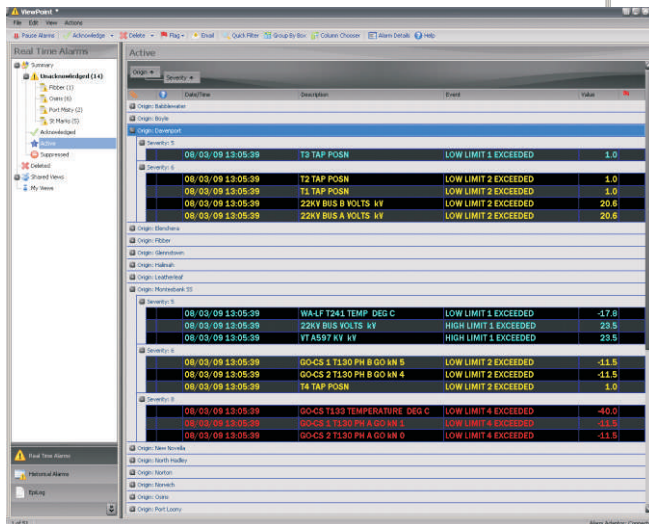 ViewPoint *
File Edit View Actions
Pause Alarms Acknowledge Delete Flag Email Quick Filter Group By Box Column Chooser Alarm Details Help
Real Time Alarms
Active
Summary
Unacknowledged (14)
Fibber (1)
Osins (6)
Port Misty (2)
St Marks (5)
Acknowledged
Active
Suppressed
Deleted
Shared Views
My Views
Origin
Severity
Date/Time Description Event Value
Origin: Babblewater
Origin: Boyle
Origin: Davenport
Severity: 5
08/03/09 13:05:39 T3 TAP POSN LOW LIMIT 1 EXCEEDED 1.0
Severity: 6
08/03/09 13:05:39 T2 TAP POSN LOW LIMIT 2 EXCEEDED 1.0
08/03/09 13:05:39 T1 TAP POSN LOW LIMIT 2 EXCEEDED 1.0
08/03/09 13:05:39 22KV BUS B VOLTS kV LOW LIMIT 2 EXCEEDED 20.6
08/03/09 13:05:39 22KV BUS A VOLTS kV LOW LIMIT 2 EXCEEDED 20.6
Origin: Elenchera
Origin: Fibber
Origin: Glennstown
Origin: Halimah
Origin: Leatherleaf
Origin: Montesbank SS
Severity: 5
08/03/09 13:05:39 WA-LF T241 TEMP DEG C LOW LIMIT 1 EXCEEDED -17.8
08/03/09 13:05:39 22KV BUS VOLTS kV HIGH LIMIT 1 EXCEEDED 23.5
08/03/09 13:05:39 VT A597 KV kV HIGH LIMIT 1 EXCEEDED 23.5
Severity: 6
08/03/09 13:05:39 GO-CS 1 T130 PH B GO kN 5 LOW LIMIT 2 EXCEEDED -11.5
08/03/09 13:05:39 GO-CS 2 T130 PH B GO kN 4 LOW LIMIT 2 EXCEEDED -11.5
08/03/09 13:05:39 T4 TAP POSN LOW LIMIT 2 EXCEEDED 1.0
Severity: 8
08/03/09 13:05:39 GO-CS T133 TEMPERATURE DEG C LOW LIMIT 4 EXCEEDED -40.0
08/03/09 13:05:39 GO-CS 1 T130 PH A GO kN 1 LOW LIMIT 4 EXCEEDED -11.5
08/03/09 13:05:39 GO-CS 2 T130 PH A GO kN 0 LOW LIMIT 4 EXCEEDED -11.5
Origin: New Novella
Origin: North Hadley
Origin: Norton
Origin: Norwich
Origin: Osins
Origin: Port Loony
Real Time Alarms
Historical Alarms
EpiLog